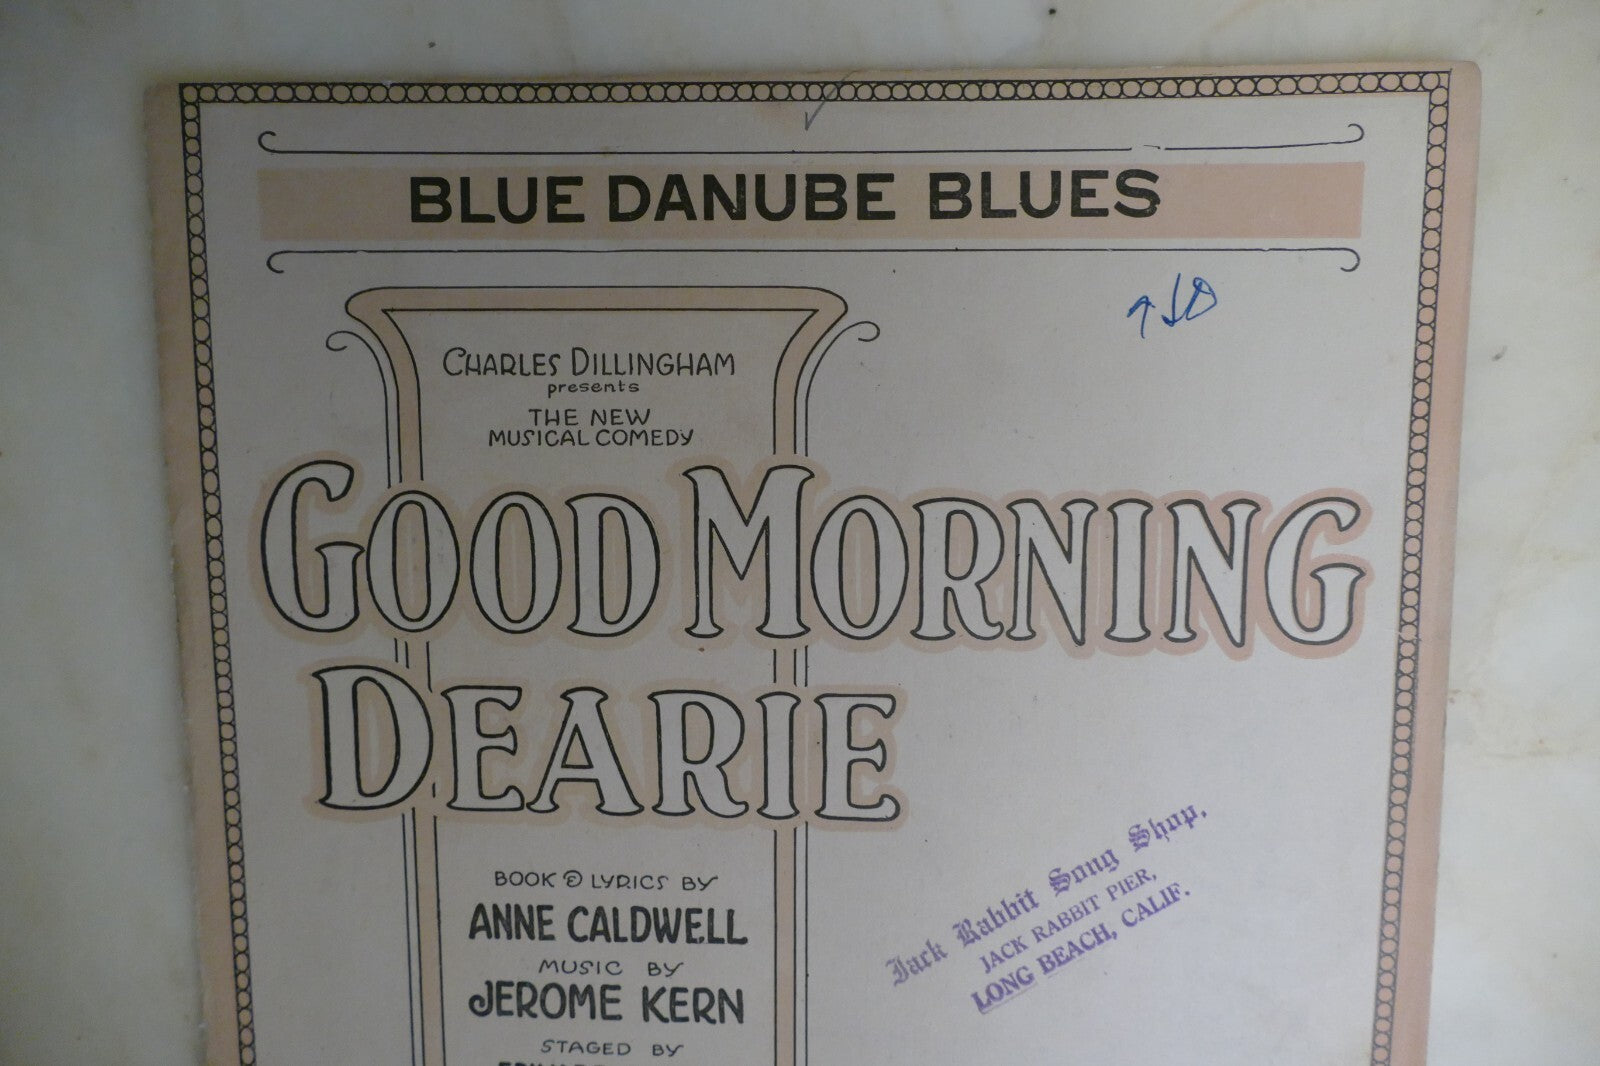 BLUE DANUBE BLUES
CHARLES DILLINGHAM
presents
THE NEW
MUSICAL COMEDY
GOOD MORNING
DEARIE
BOOK & LYRICS BY
ANNE CALDWELL
MUSIC BY
JEROME KERN
STAGED BY
Jack Rabbit Song Shop,
JACK RABBIT PIER,
LONG BEACH, CALIF.